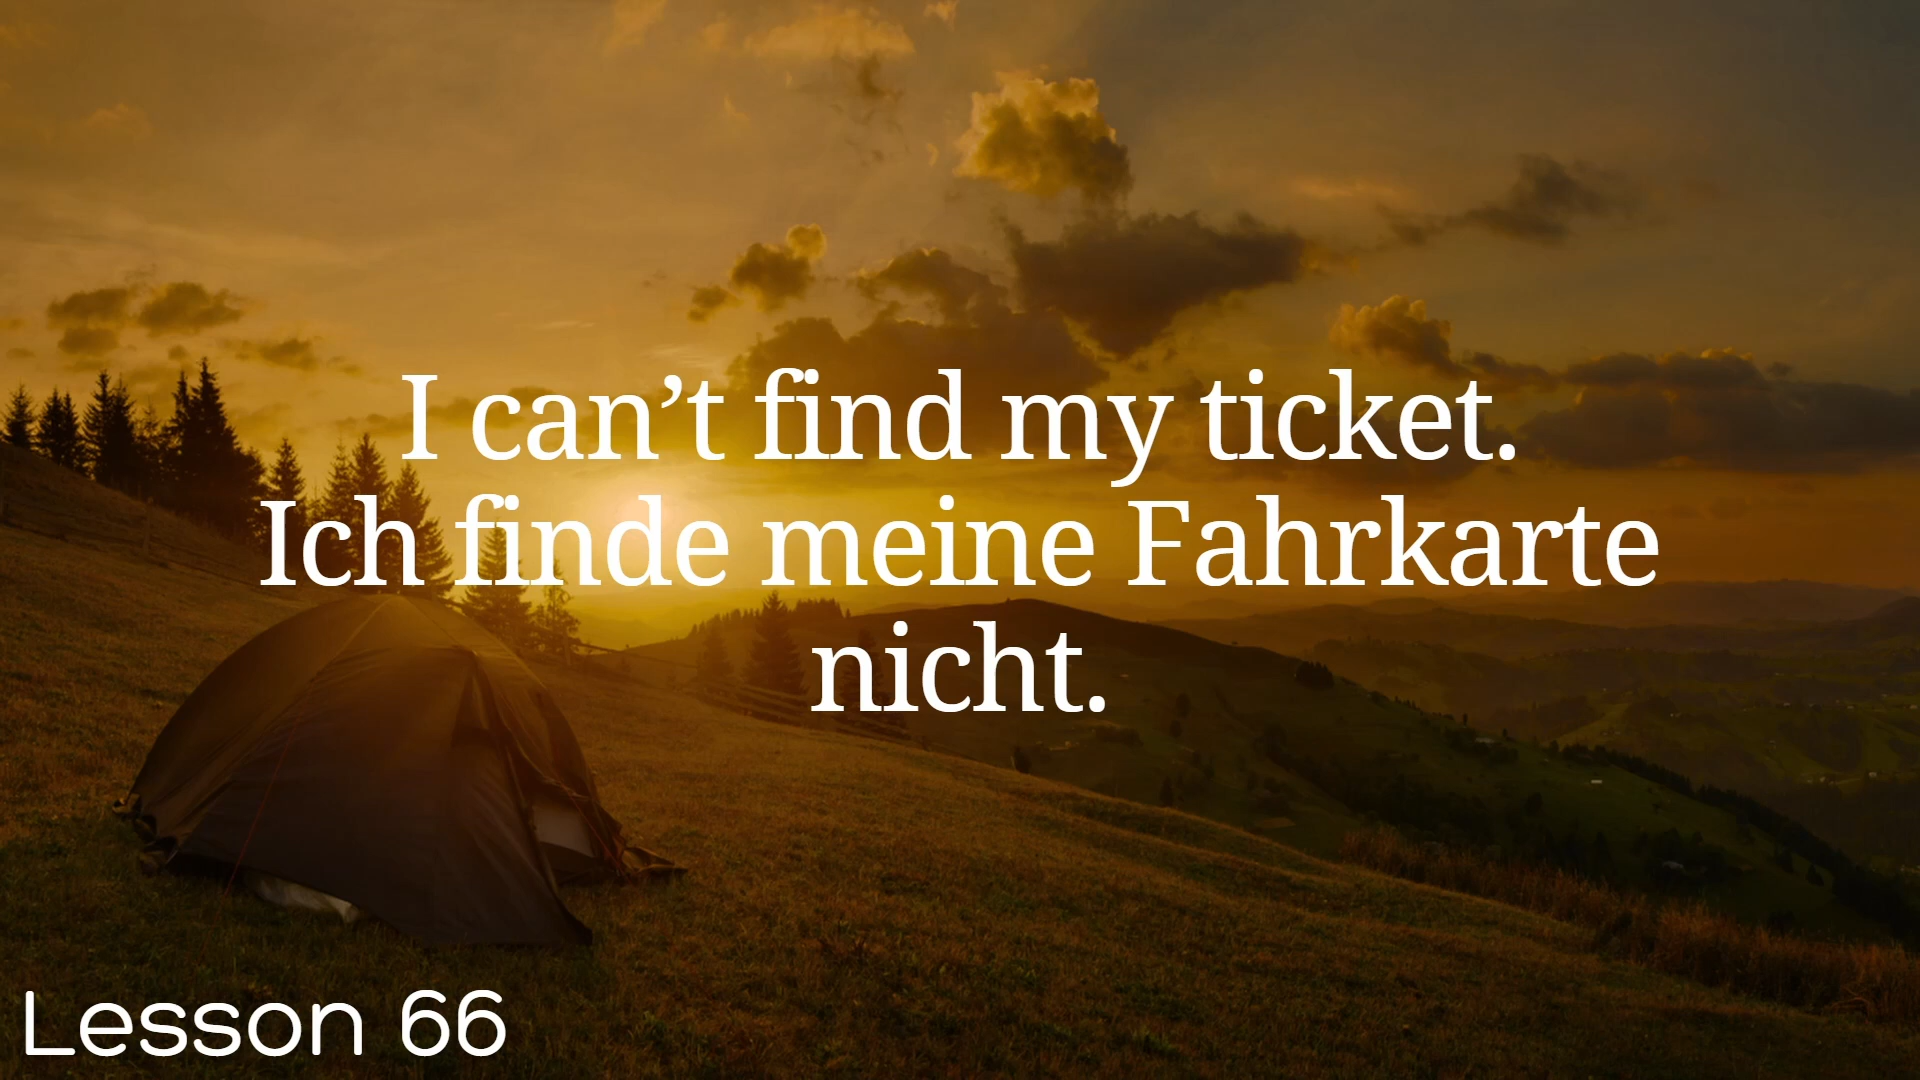 I can’t find my ticket.
Ich finde meine Fahrkarte
nicht.
Lesson 66